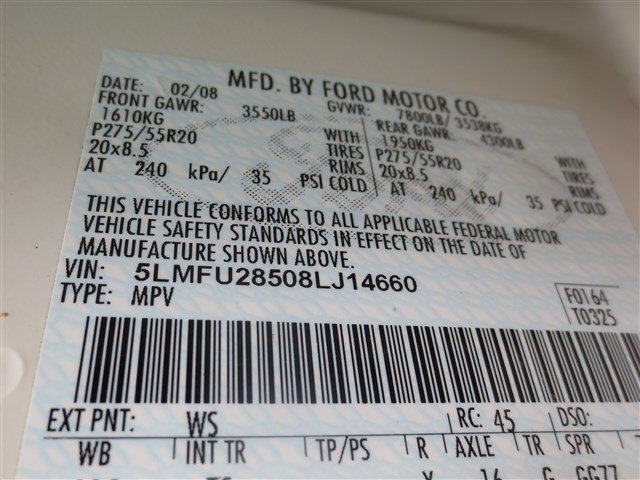 MFD. BY FORD MOTOR CO.
DATE: 02/08 GVWR: 7800LB/ 3538KG
FRONT GAWR: 3550LB REAR GAWR: 4300LB
1610KG WITH 1950KG WITH
P275/55R20 TIRES P275/55R20 TIRES
20x8.5 RIMS 20x8.5 RIMS
AT 240 kPa/ 35 PSI COLD AT 240 kPa/ 35 PSI COLD
THIS VEHICLE CONFORMS TO ALL APPLICABLE FEDERAL MOTOR
VEHICLE SAFETY STANDARDS IN EFFECT ON THE DATE OF
MANUFACTURE SHOWN ABOVE.
VIN: 5LMFU28508LJ14660
TYPE: MPV
F0164
T0325
EXT PNT: WS RC: 45 DSO:
WB INT TR TP/PS R AXLE TR SPR
16 G GG77